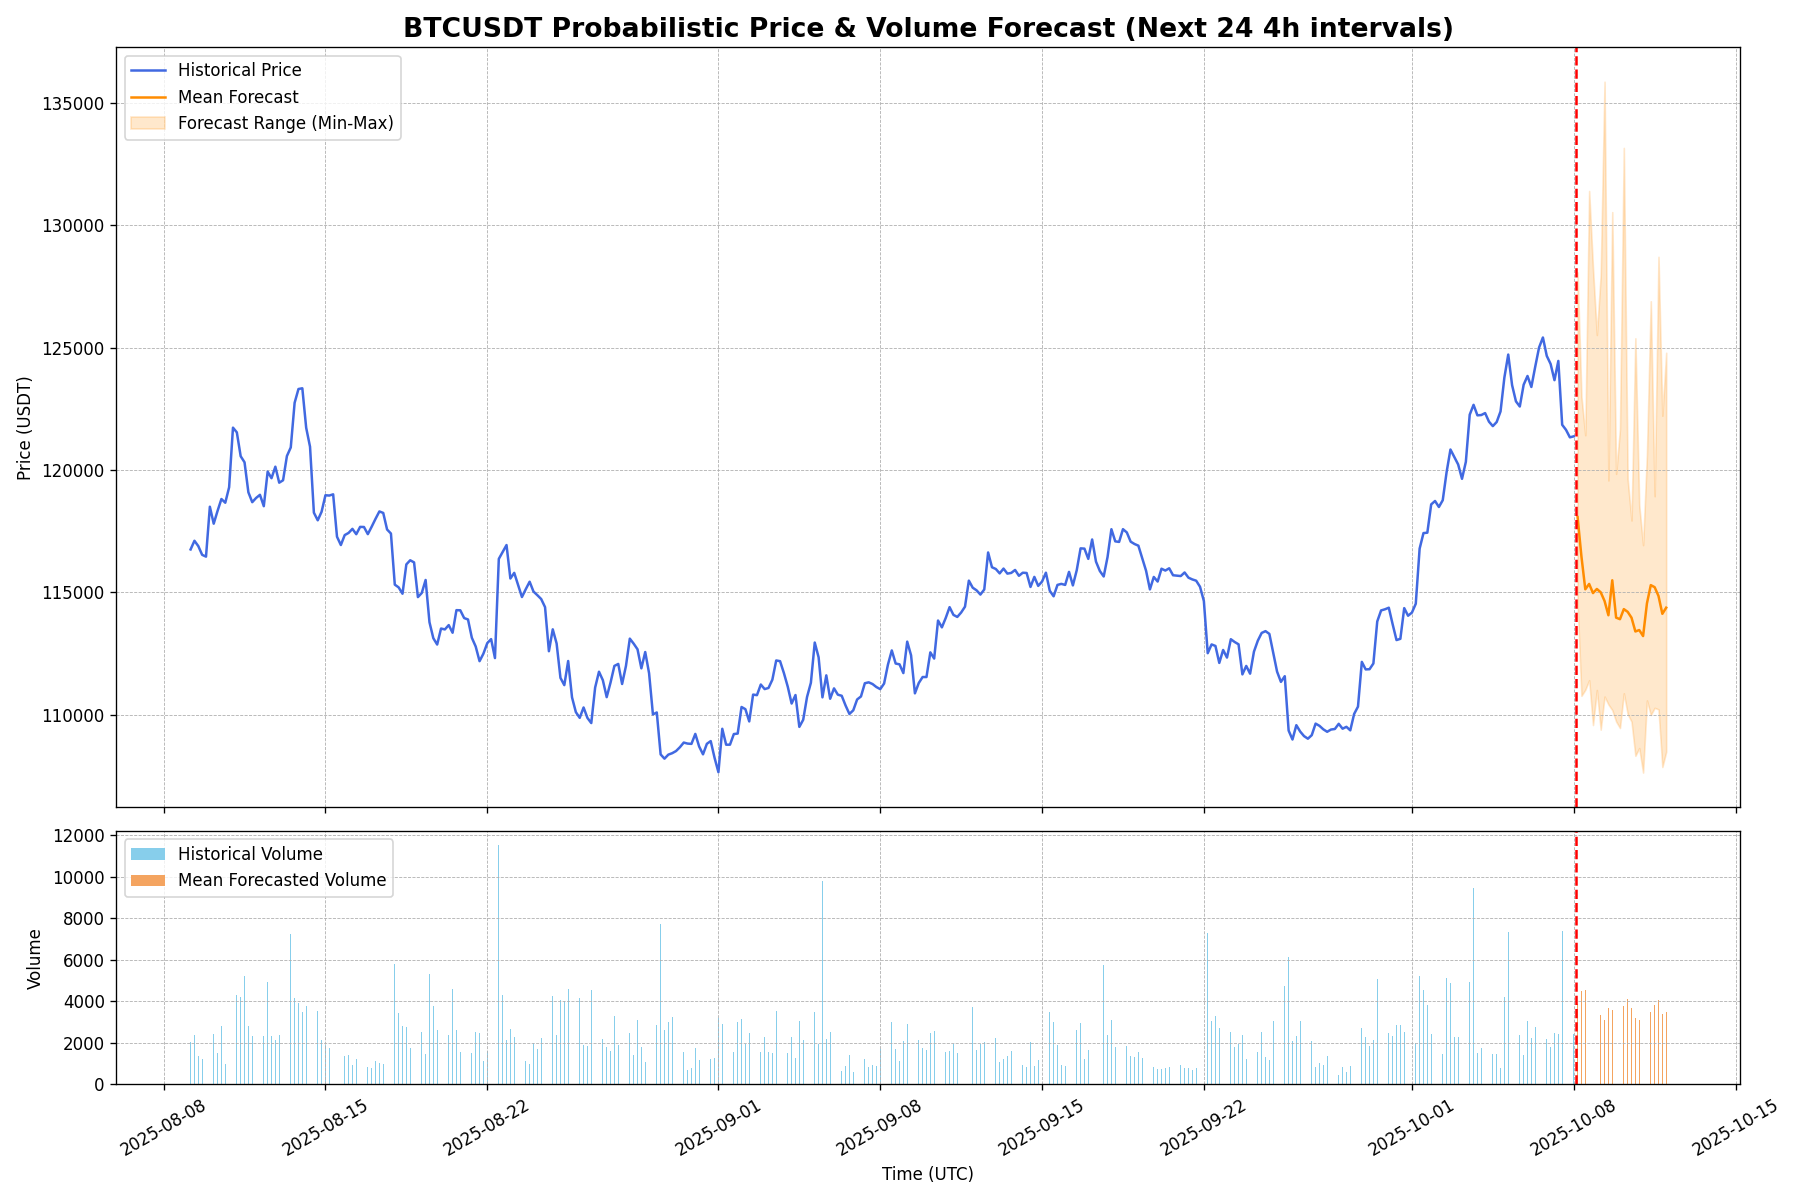 BTCUSDT Probabilistic Price & Volume Forecast (Next 24 4h intervals)
Historical Price
Mean Forecast
Forecast Range (Min-Max)
135000
130000
125000
120000
115000
110000
Price (USDT)
Historical Volume
Mean Forecasted Volume
12000
10000
8000
6000
4000
2000
0
Volume
2025-08-08
2025-08-15
2025-08-22
2025-09-01
2025-09-08
2025-09-15
2025-09-22
2025-10-01
2025-10-08
2025-10-15
Time (UTC)